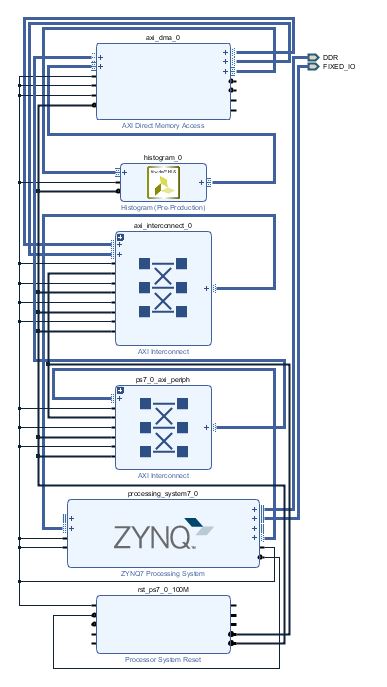 axi_dma_0
DDR
FIXED_IO
AXI Direct Memory Access
histogram_0
Histogram (Pre-Production)
axi_interconnect_0
AXI Interconnect
ps7_0_axi_periph
AXI Interconnect
processing_system7_0
ZYNQ
ZYNQ7 Processing System
rst_ps7_0_100M
Processor System Reset